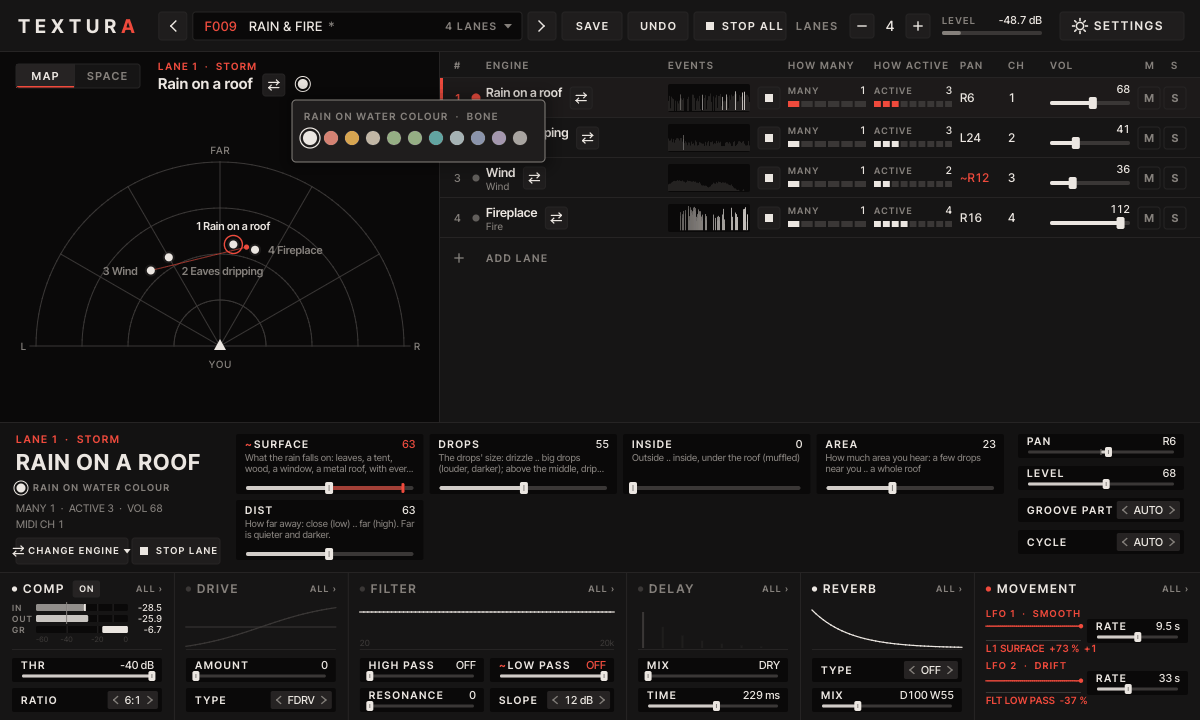 TEXTURA
F009 RAIN & FIRE * 4 LANES
SAVE
UNDO
STOP ALL
LANES 4
LEVEL -48.7 dB
SETTINGS
MAP SPACE
LANE 1 · STORM
Rain on a roof
RAIN ON WATER COLOUR · BONE
FAR
1 Rain on a roof
4 Fireplace
3 Wind
2 Eaves dripping
L
R
YOU
# ENGINE EVENTS HOW MANY HOW ACTIVE PAN CH VOL M S
1 Rain on a roof MANY 1 ACTIVE 3 R6 1 68 M S
ping MANY 1 ACTIVE 3 L24 2 41 M S
3 Wind MANY 1 ACTIVE 2 ~R12 3 36 M S
Wind
4 Fireplace MANY 1 ACTIVE 4 R16 4 112 M S
Fire
+ ADD LANE
LANE 1 · STORM
RAIN ON A ROOF
RAIN ON WATER COLOUR
MANY 1 · ACTIVE 3 · VOL 68
MIDI CH 1
CHANGE ENGINE
STOP LANE
~SURFACE 63
What the rain falls on: leaves, a tent,
wood, a window, a metal roof, with ever...
DROPS 55
The drops' size: drizzle .. big drops
(louder, darker); above the middle, drip...
INSIDE 0
Outside .. inside, under the roof (muffled)
AREA 23
How much area you hear: a few drops
near you .. a whole roof
DIST 63
How far away: close (low) .. far (high). Far
is quieter and darker.
PAN R6
LEVEL 68
GROOVE PART < AUTO >
CYCLE < AUTO >
COMP ON ALL ›
IN -28.5
OUT -25.9
GR -6.7
-60 -40 -20 0
THR -40 dB
RATIO < 6:1 >
DRIVE ALL ›
AMOUNT 0
TYPE < FDRV >
FILTER ALL ›
20 20k
HIGH PASS OFF
~LOW PASS OFF
RESONANCE 0
SLOPE < 12 dB >
DELAY ALL ›
MIX DRY
TIME 229 ms
REVERB ALL ›
TYPE < OFF >
MIX D100 W55
MOVEMENT ALL ›
LFO 1 · SMOOTH
RATE 9.5 s
L1 SURFACE +73 % +1
LFO 2 · DRIFT
RATE 33 s
FLT LOW PASS -37 %